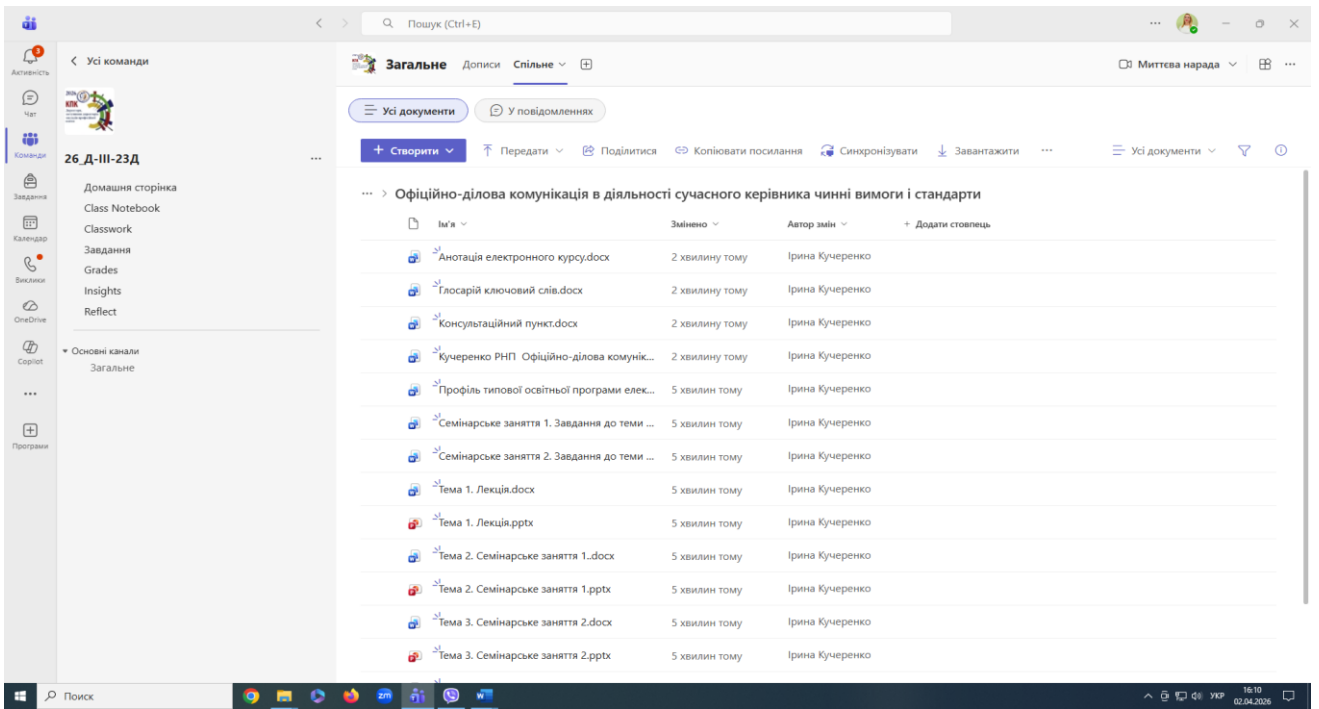 Пошук (Ctrl+E)
3
Активність
Чат
Команди
Завдання
Календар
Виклики
OneDrive
Copilot
Програми
Усі команди
КПК
26_Д-ІІІ-23Д
Домашня сторінка
Class Notebook
Classwork
Завдання
Grades
Insights
Reflect
Основні канали
Загальне
Загальне Дописи Спільне Миттєва нарада
Усі документи У повідомленнях
Створити Передати Поділитися Копіювати посилання Синхронізувати Завантажити Усі документи
Офіційно-ділова комунікація в діяльності сучасного керівника чинні вимоги і стандарти
Ім'я Змінено Автор змін + Додати стовпець
Анотація електронного курсу.docx 2 хвилину тому Ірина Кучеренко
Глосарій ключовий слів.docx 2 хвилину тому Ірина Кучеренко
Консультаційний пункт.docx 2 хвилину тому Ірина Кучеренко
Кучеренко РНП Офіційно-ділова комунік... 2 хвилину тому Ірина Кучеренко
Профіль типової освітньої програми елек... 5 хвилин тому Ірина Кучеренко
Семінарське заняття 1. Завдання до теми ... 5 хвилин тому Ірина Кучеренко
Семінарське заняття 2. Завдання до теми ... 5 хвилин тому Ірина Кучеренко
Тема 1. Лекція.docx 5 хвилин тому Ірина Кучеренко
Тема 1. Лекція.pptx 5 хвилин тому Ірина Кучеренко
Тема 2. Семінарське заняття 1..docx 5 хвилин тому Ірина Кучеренко
Тема 2. Семінарське заняття 1.pptx 5 хвилин тому Ірина Кучеренко
Тема 3. Семінарське заняття 2.docx 5 хвилин тому Ірина Кучеренко
Тема 3. Семінарське заняття 2.pptx 5 хвилин тому Ірина Кучеренко
Поиск
zm
УКР
16:10
02.04.2026